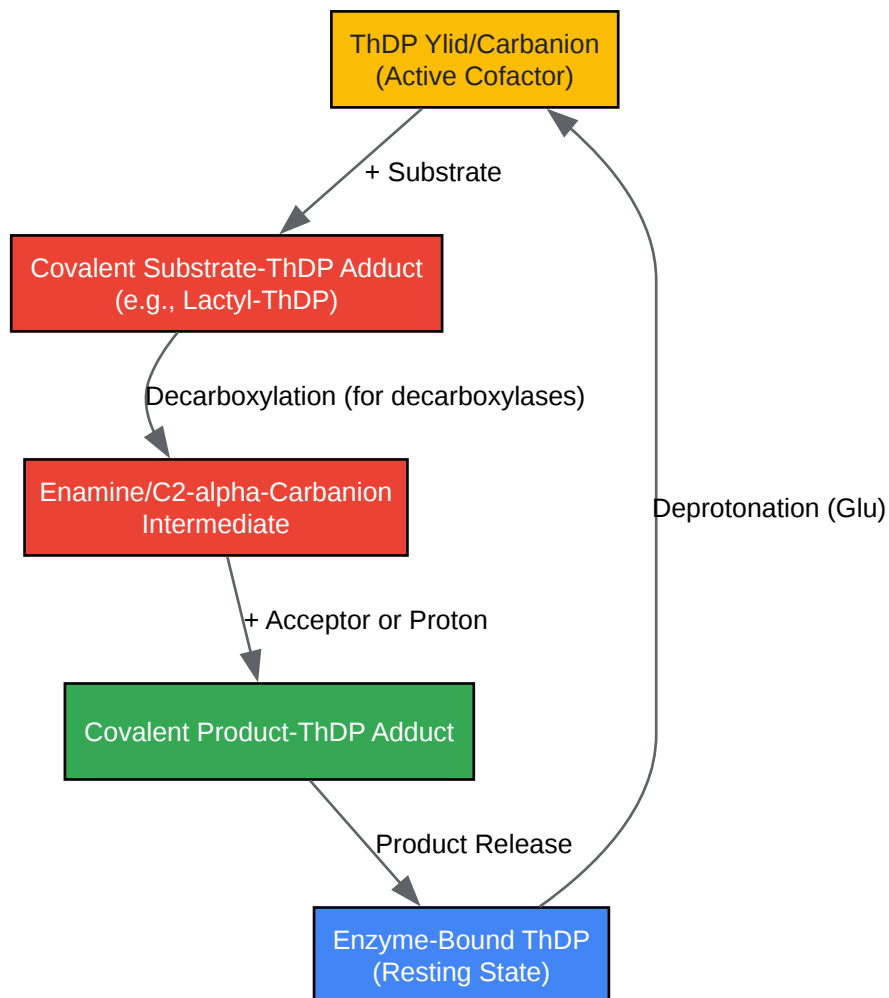 ThDP Ylid/Carbanion
(Active Cofactor)
+ Substrate
Covalent Substrate-ThDP Adduct
(e.g., Lactyl-ThDP)
Decarboxylation (for decarboxylases)
Enamine/C2-alpha-Carbanion
Intermediate
Deprotonation (Glu)
+ Acceptor or Proton
Covalent Product-ThDP Adduct
Product Release
Enzyme-Bound ThDP
(Resting State)